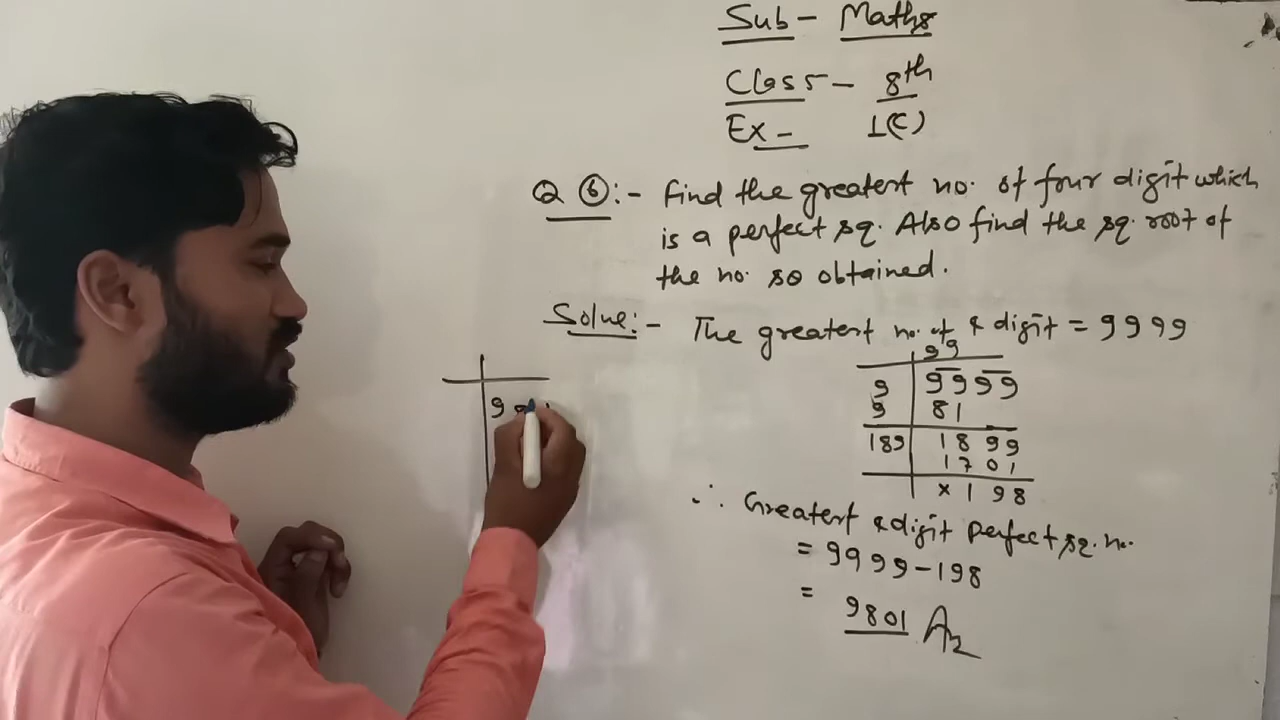 Sub- Maths
Class- 8th
Ex- 1(C)
Q ⑥:- Find the greatest no. of four digit which
is a perfect sq. Also find the sq. root of
the no. so obtained.
Solve:- The greatest no. of 4 digit = 9999
99
9 9999
9 81
189 1899
1701
×198
∴ Greatest 4 digit perfect sq. no.
= 9999-198
= 9801 Ans
9